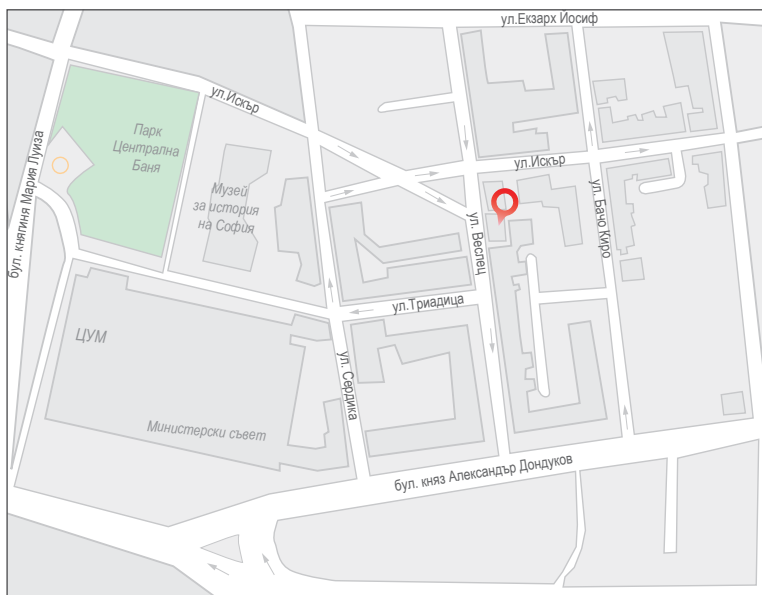 ул.Екзарх Йосиф
ул.Искър
Парк
Централна
Баня
бул. княгиня Мария Луиза
ул.Искър
Музей
за история
на София
ул. Веслец
ул. Бачо Киро
ул.Триадица
ЦУМ
ул. Сердика
Министерски съвет
бул. княз Александър Дондуков